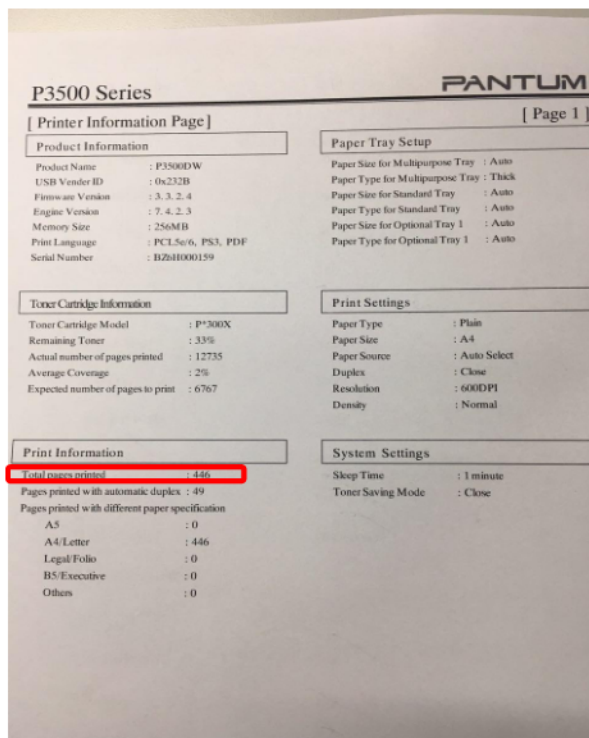 PANTUM
P3500 Series
[ Printer Information Page]
[ Page 1 ]
Product Information
Product Name : P3500DW
USB Vender ID : 0x232B
Firmware Version : 3. 3. 2. 4
Engine Version : 7. 4. 2. 3
Memory Size : 256MB
Print Language : PCL5e/6, PS3, PDF
Serial Number : BZ6H000159
Paper Tray Setup
Paper Size for Multipurpose Tray : Auto
Paper Type for Multipurpose Tray : Thick
Paper Size for Standard Tray : Auto
Paper Type for Standard Tray : Auto
Paper Size for Optional Tray 1 : Auto
Paper Type for Optional Tray 1 : Auto
Toner Cartridge Information
Toner Cartridge Model : P*300X
Remaining Toner : 33%
Actual number of pages printed : 12735
Average Coverage : 2%
Expected number of pages to print : 6767
Print Settings
Paper Type : Plain
Paper Size : A4
Paper Source : Auto Select
Duplex : Close
Resolution : 600DPI
Density : Normal
Print Information
Total pages printed : 446
Pages printed with automatic duplex : 49
Pages printed with different paper specification
A5 : 0
A4/Letter : 446
Legal/Folio : 0
B5/Executive : 0
Others : 0
System Settings
Sleep Time : 1 minute
Toner Saving Mode : Close